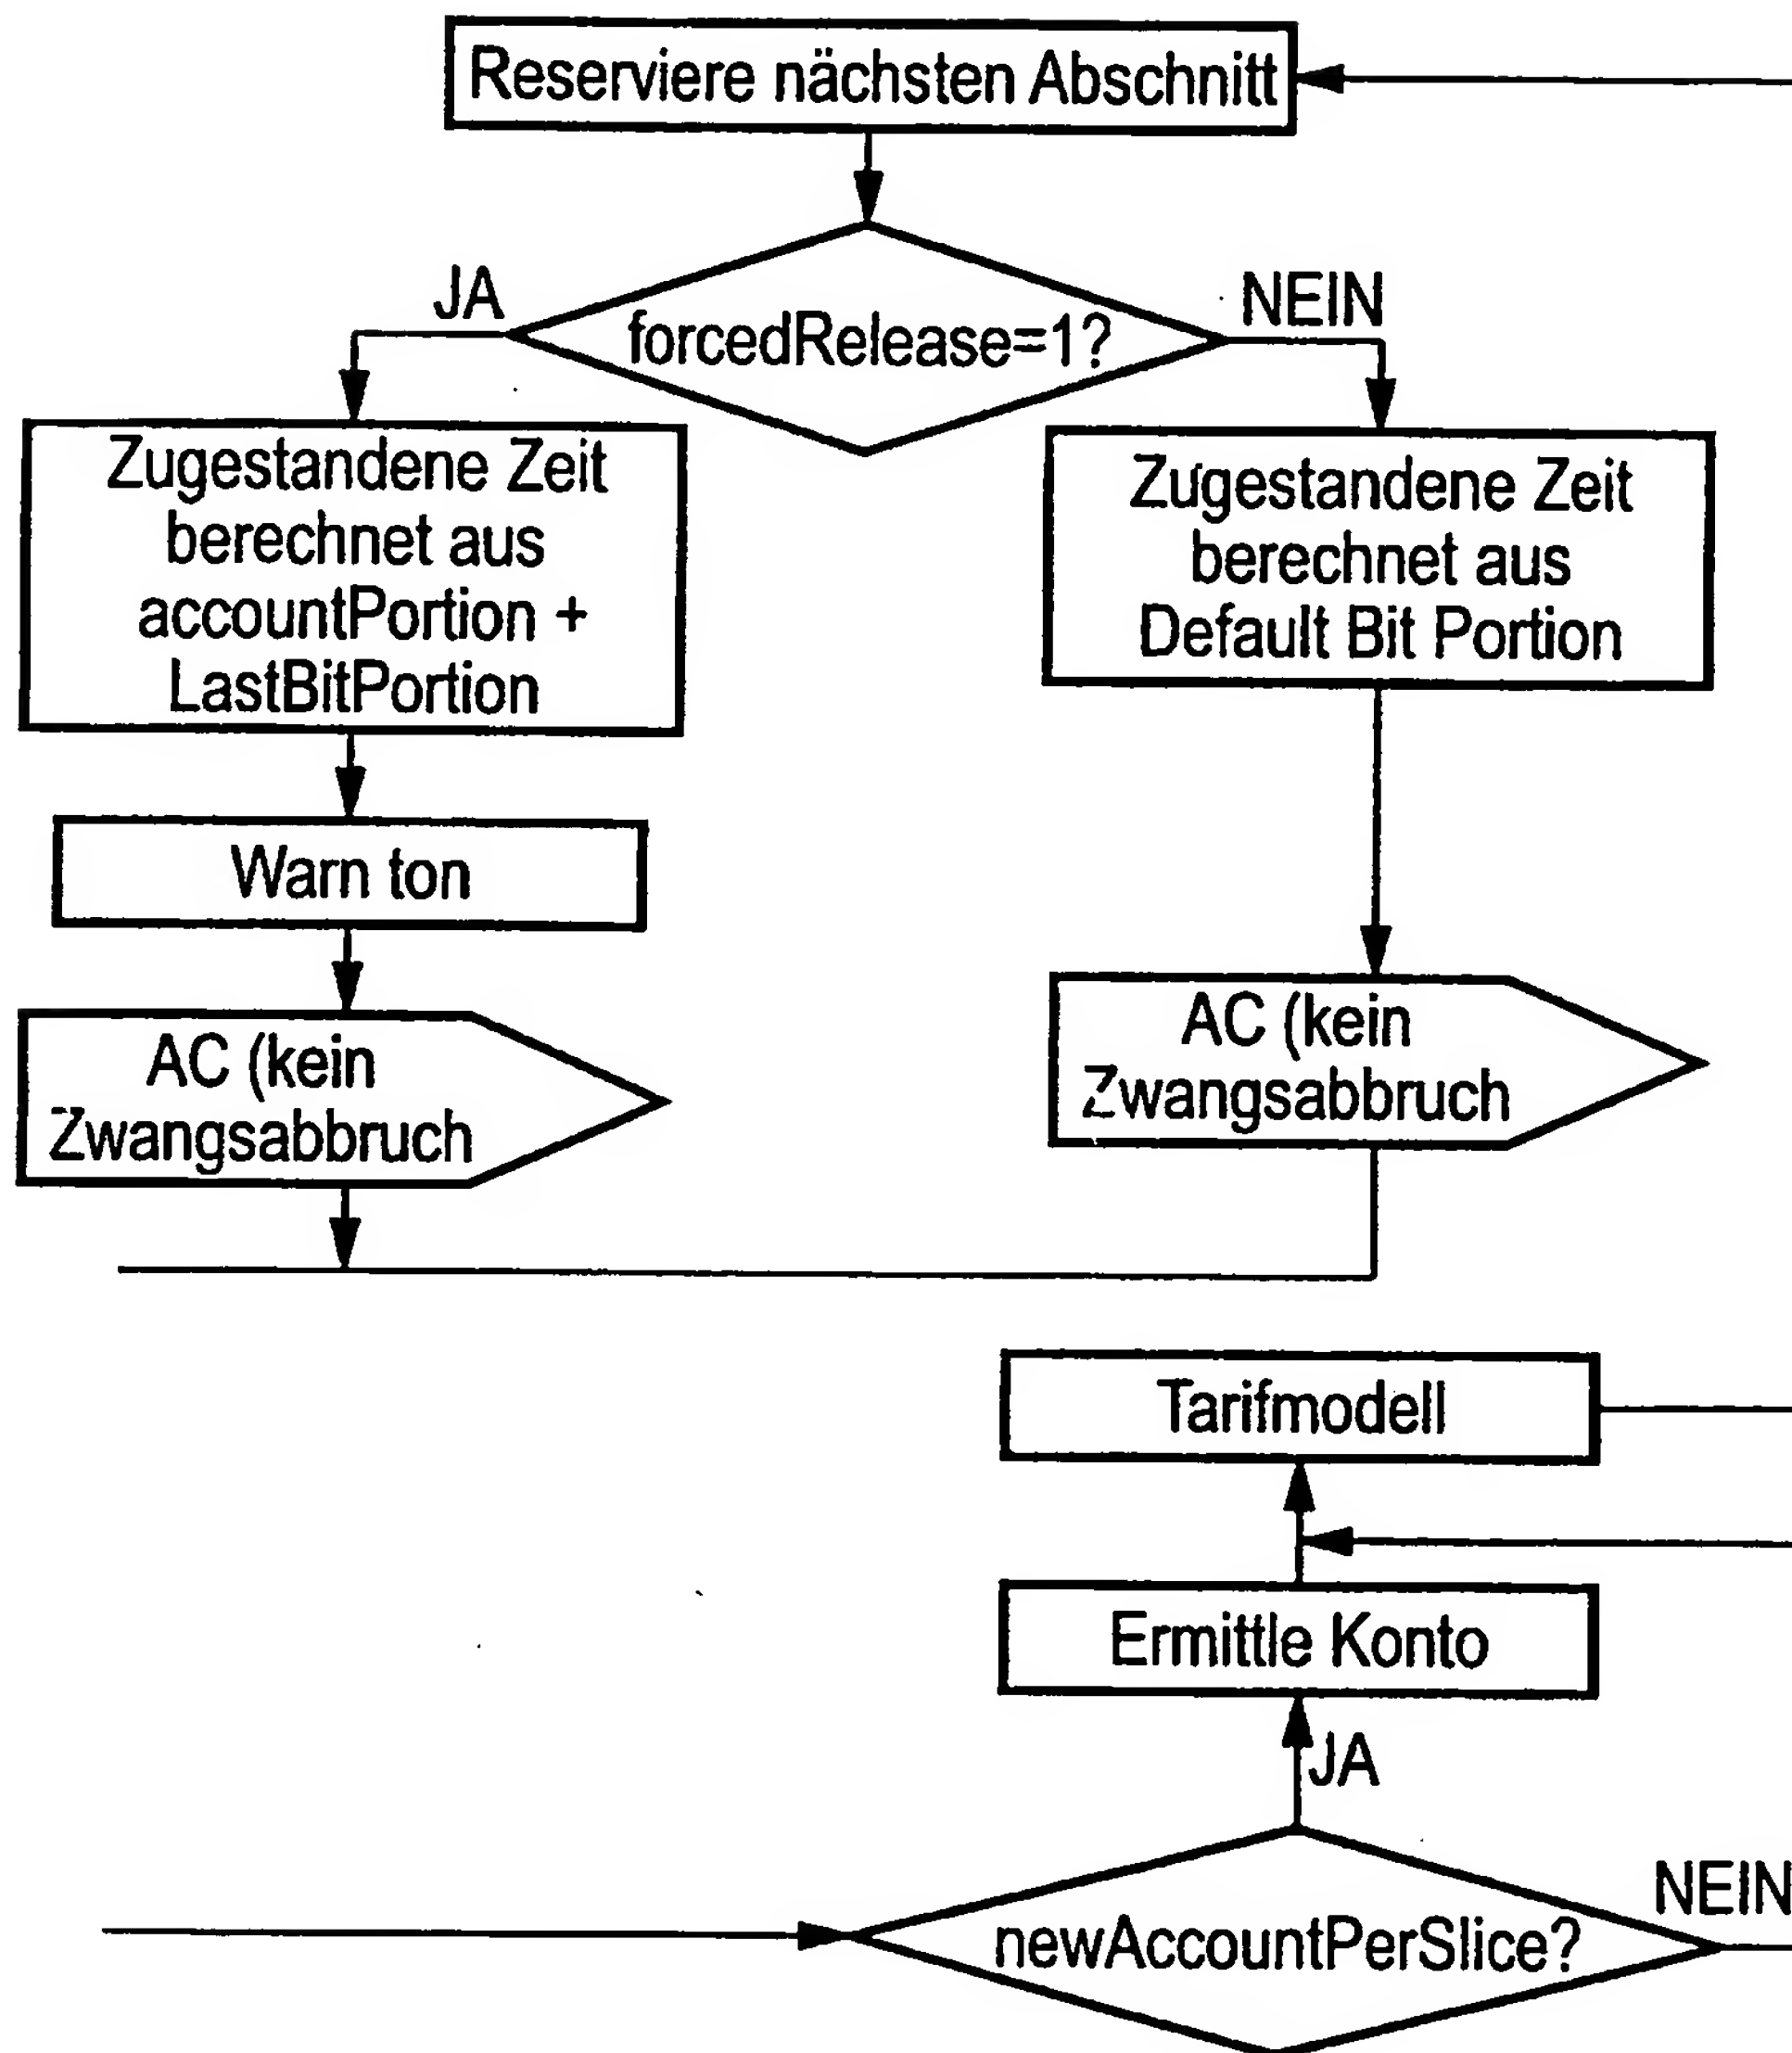 Reserviere nächsten Abschnitt
JA
NEIN
forcedRelease=1?
Zugestandene Zeit
berechnet aus
accountPortion +
LastBitPortion
Zugestandene Zeit
berechnet aus
Default Bit Portion
Warn ton
AC (kein
Zwangsabbruch
AC (kein
Zwangsabbruch
Tarifmodell
Ermittle Konto
JA
NEIN
newAccountPerSlice?